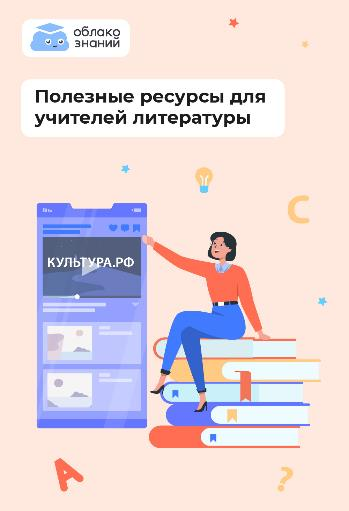 облако
знаний
Полезные ресурсы для
учителей литературы
КУЛЬТУРА.РФ
С
А
?